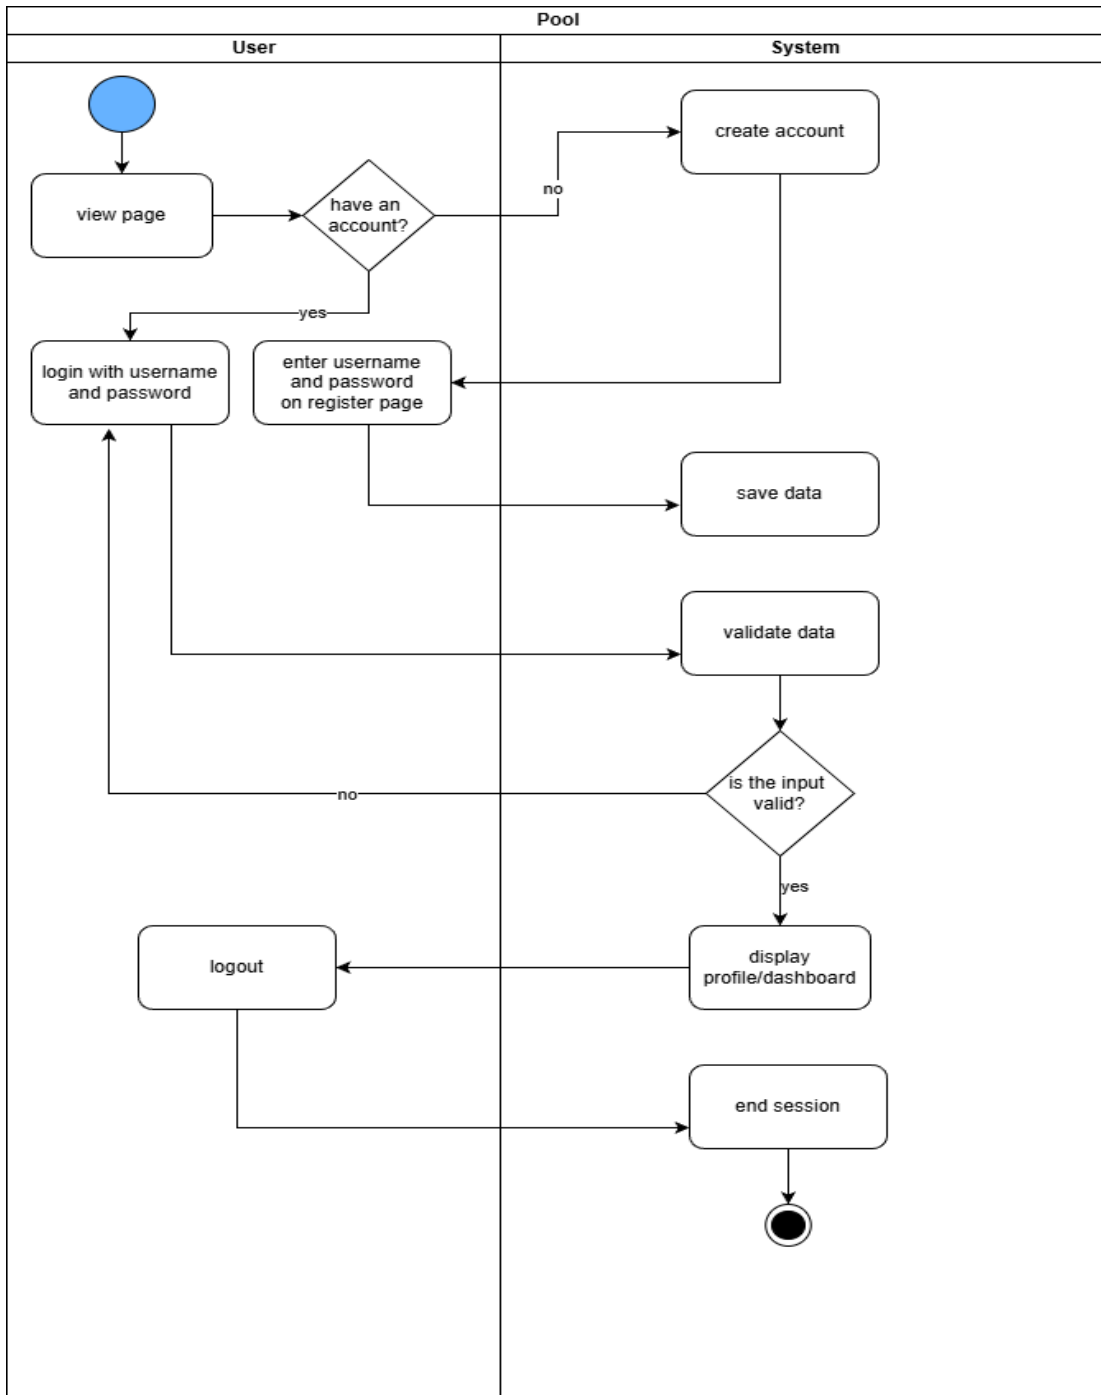 Pool
User
System
create account
view page
have an
account?
no
yes
login with username
and password
enter username
and password
on register page
save data
validate data
is the input
valid?
no
yes
logout
display
profile/dashboard
end session